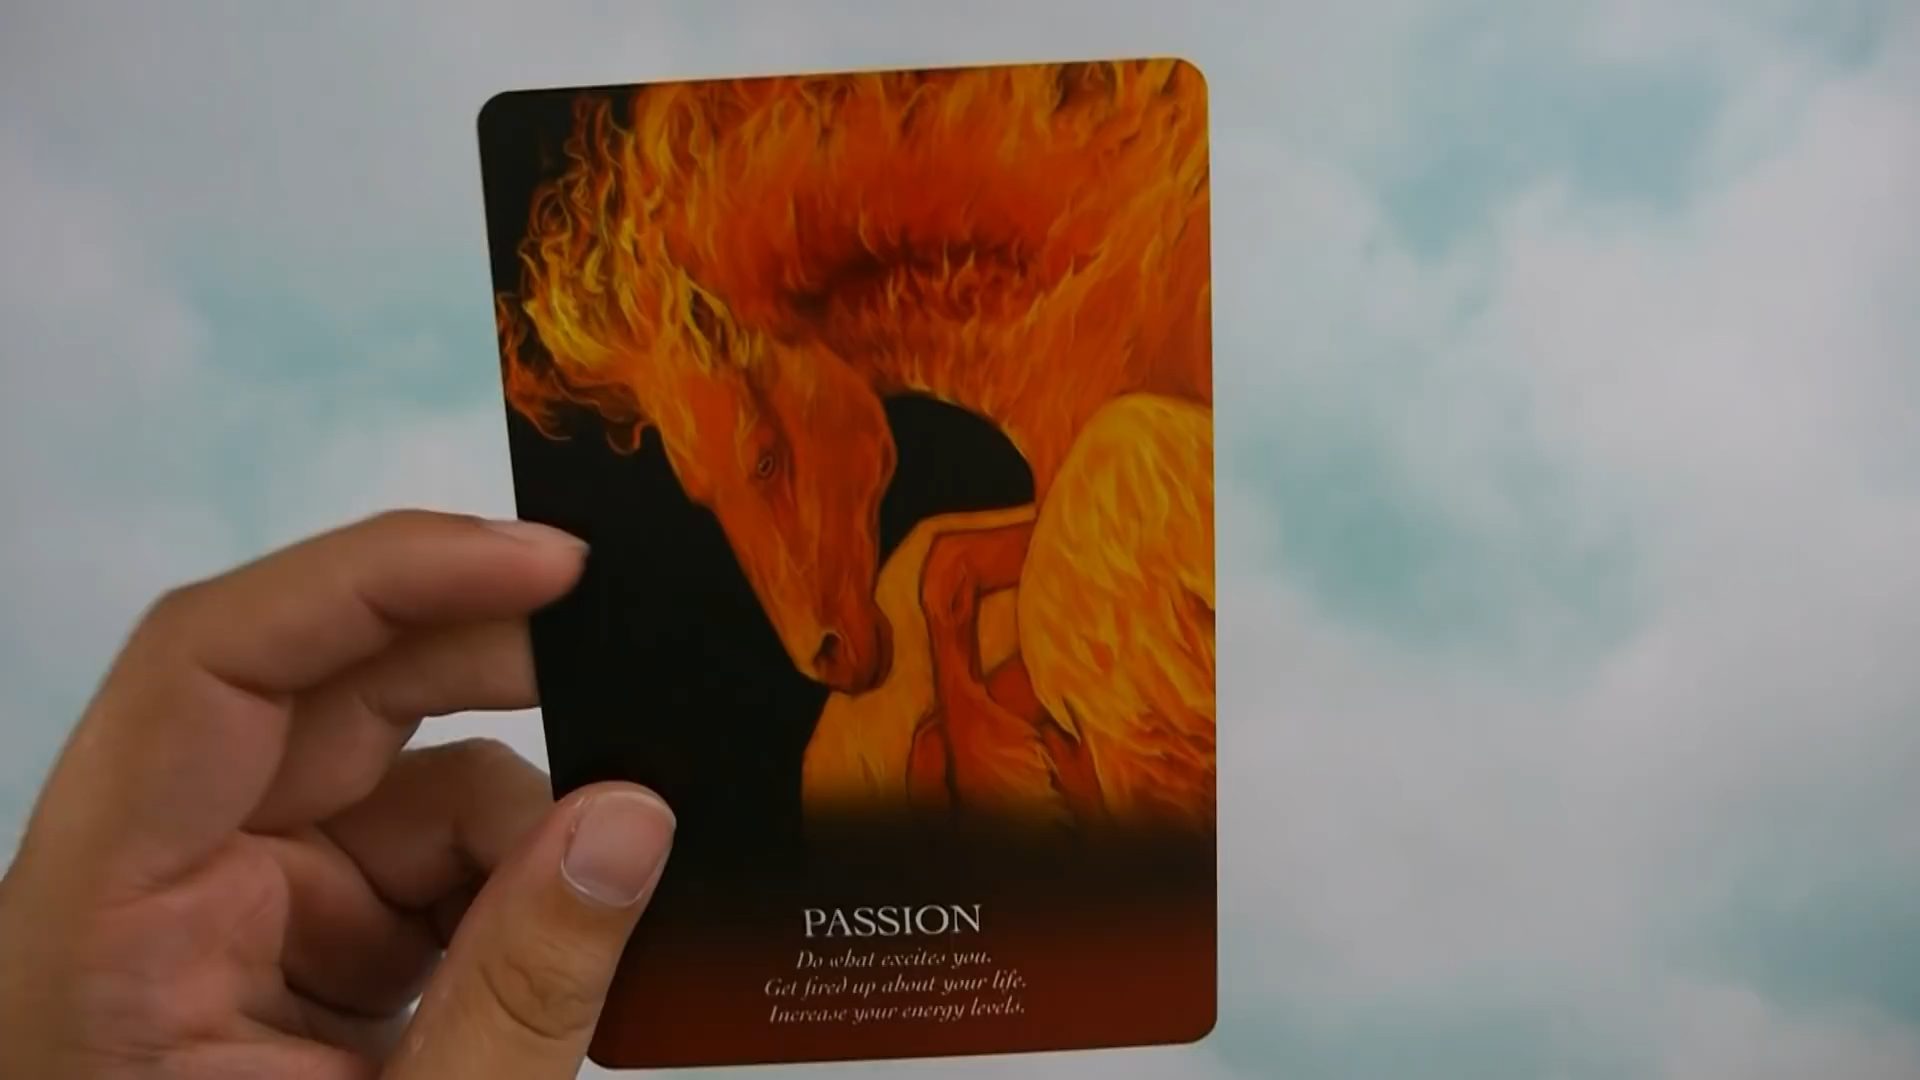 PASSION
Do what excites you.
Get fired up about your life.
Increase your energy levels.